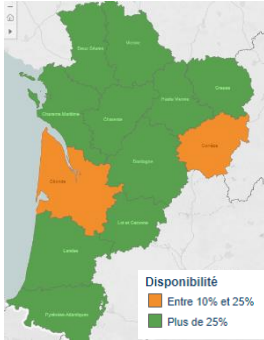 Deux Sèvres
Vienne
Creuse
Haute-Vienne
Charente Maritime
Charente
Corrèze
Dordogne
Gironde
Lot et Garonne
Landes
Pyrénées-Atlantiques
Disponibilité
Entre 10% et 25%
Plus de 25%